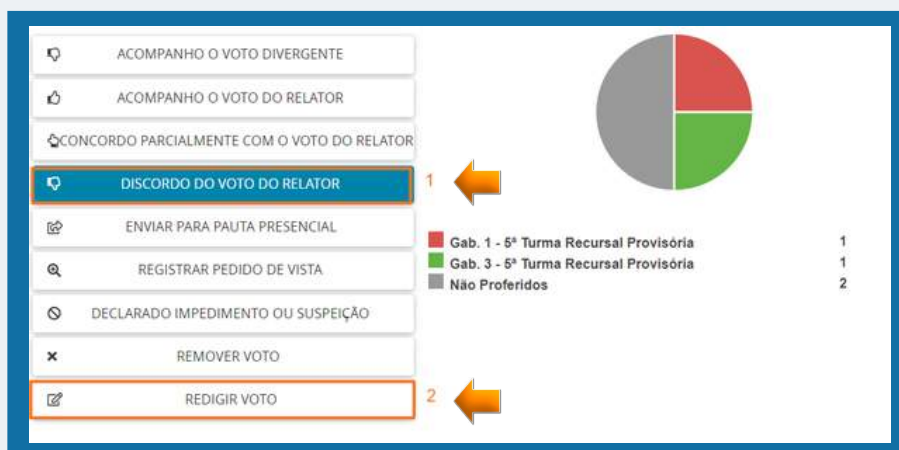 ACOMPANHO O VOTO DIVERGENTE
ACOMPANHO O VOTO DO RELATOR
CONCORDO PARCIALMENTE COM O VOTO DO RELATOR
DISCORDO DO VOTO DO RELATOR 1
ENVIAR PARA PAUTA PRESENCIAL
REGISTRAR PEDIDO DE VISTA
DECLARADO IMPEDIMENTO OU SUSPEIÇÃO
REMOVER VOTO
REDIGIR VOTO 2
Gab. 1 - 5ª Turma Recursal Provisória 1
Gab. 3 - 5ª Turma Recursal Provisória 1
Não Proferidos 2